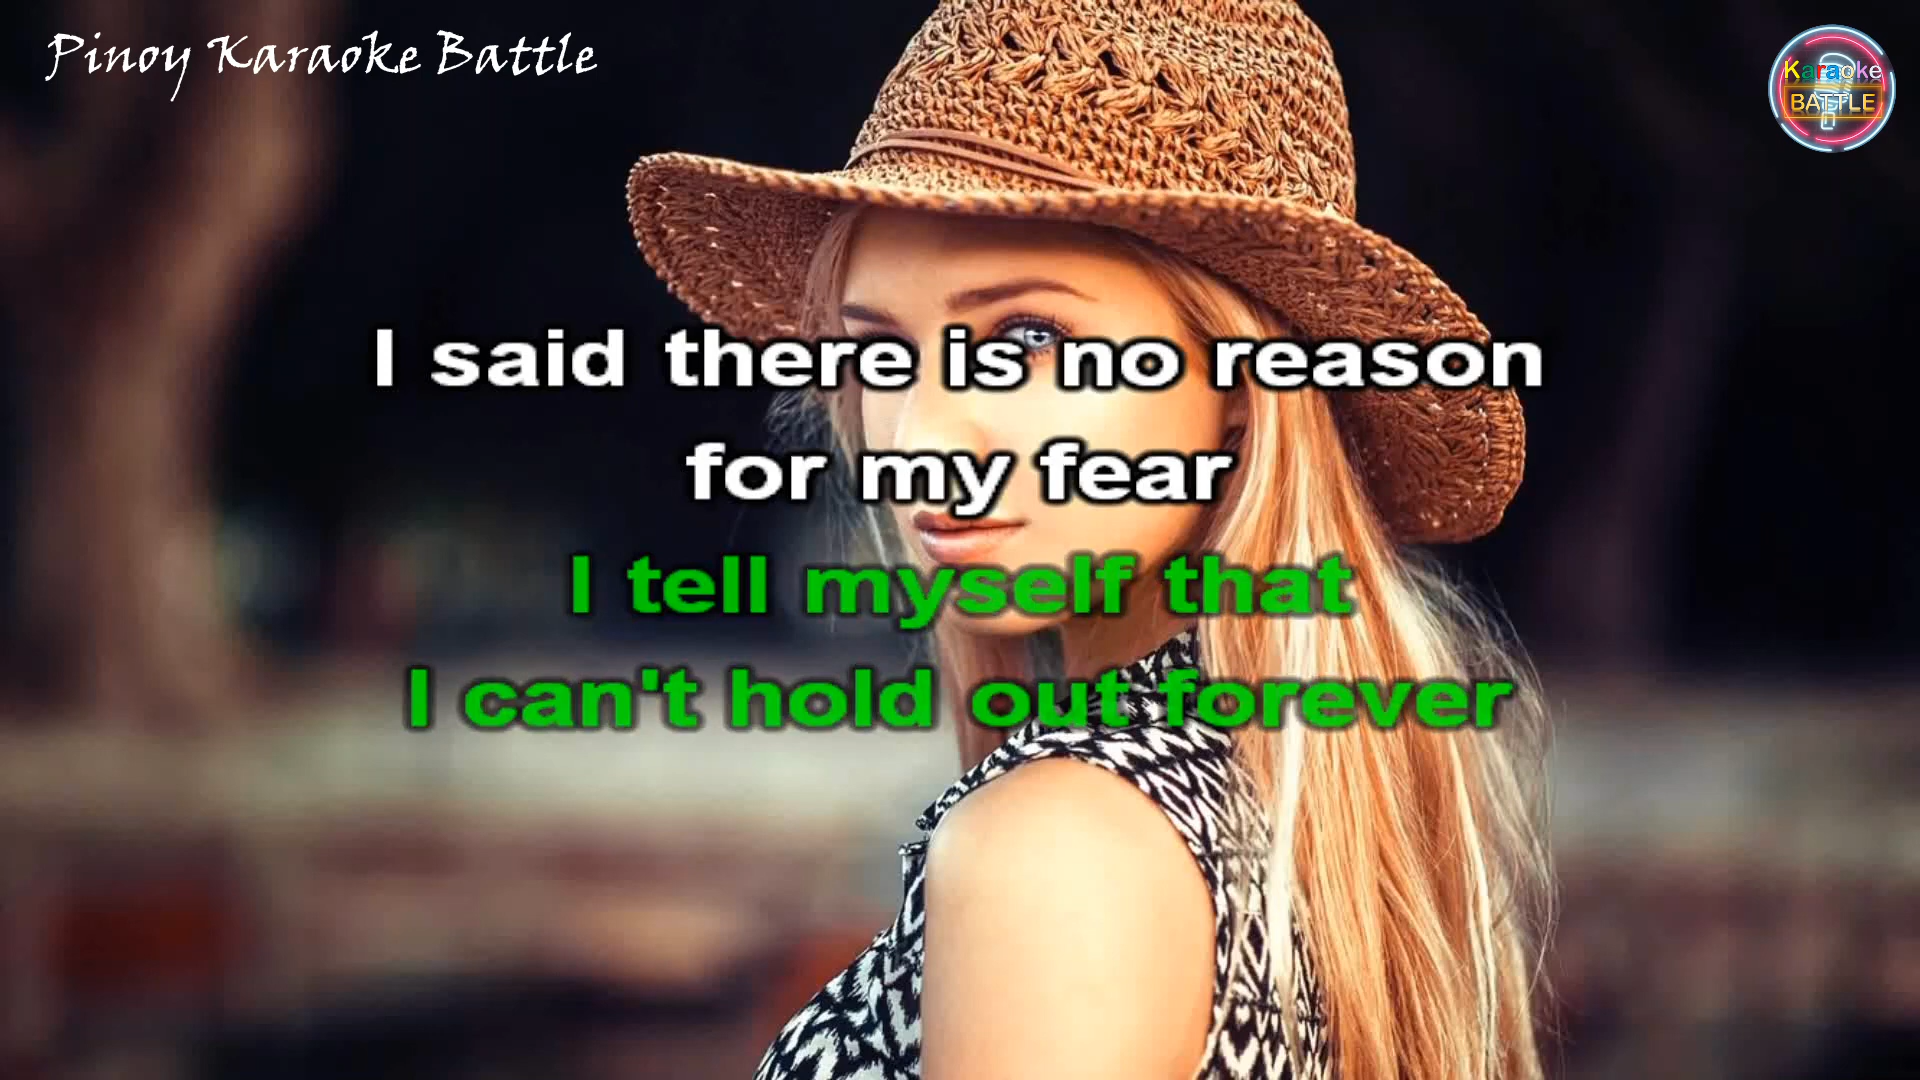 Pinoy Karaoke Battle
Karaoke
BATTLE
I said there is no reason
for my fear
I tell myself that
I can't hold out forever